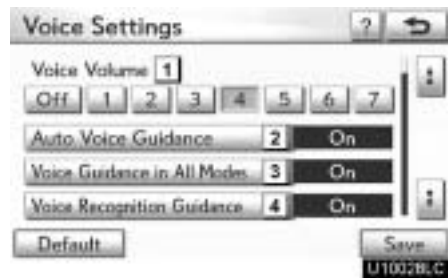 Voice Settings ?
Voice Volume 1
Off 1 2 3 4 5 6 7
Auto Voice Guidance 2 On
Voice Guidance in All Modes 3 On
Voice Recognition Guidance 4 On
Default Save